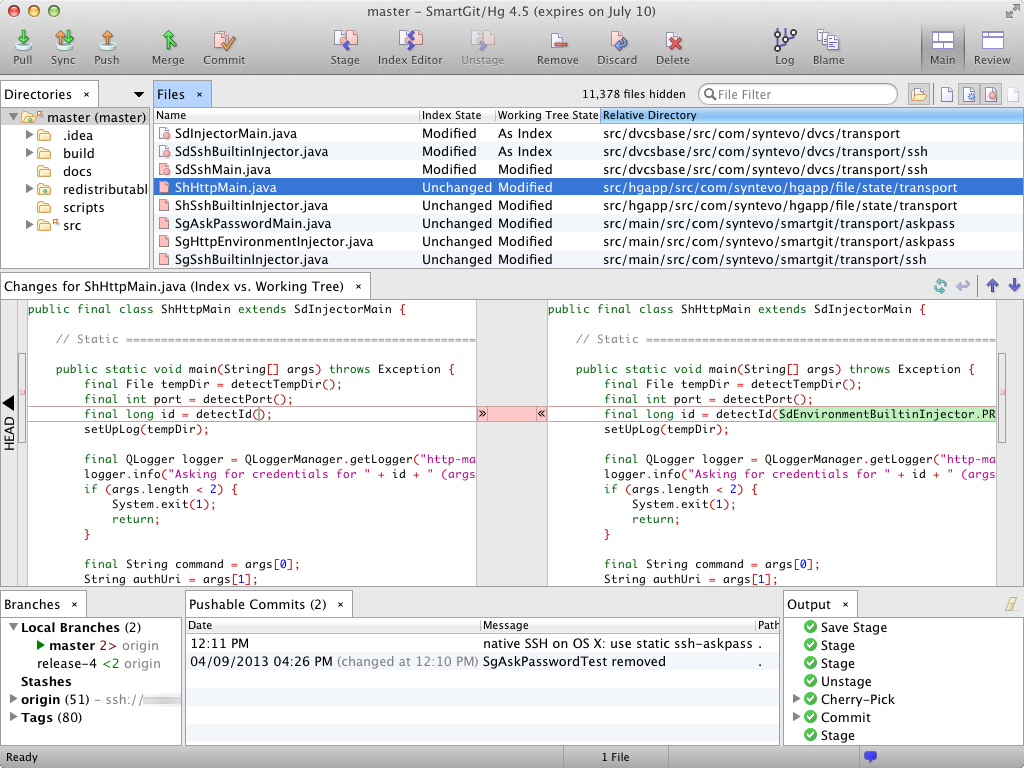 master – SmartGit/Hg 4.5 (expires on July 10)
Pull Sync Push Merge Commit Stage Index Editor Unstage Remove Discard Delete Log Blame Main Review
Directories
master (master)
.idea
build
docs
redistributabl
scripts
src
Files 11,378 files hidden File Filter
Name Index State Working Tree State Relative Directory
SdInjectorMain.java Modified As Index src/dvcsbase/src/com/syntevo/dvcs/transport
SdSshBuiltinInjector.java Modified As Index src/dvcsbase/src/com/syntevo/dvcs/transport/ssh
SdSshMain.java Modified Modified src/dvcsbase/src/com/syntevo/dvcs/transport/ssh
ShHttpMain.java Unchanged Modified src/hgapp/src/com/syntevo/hgapp/file/state/transport
ShSshBuiltinInjector.java Unchanged Modified src/hgapp/src/com/syntevo/hgapp/file/state/transport
SgAskPasswordMain.java Unchanged Modified src/main/src/com/syntevo/smartgit/transport/askpass
SgHttpEnvironmentInjector.java Unchanged Modified src/main/src/com/syntevo/smartgit/transport/askpass
SgSshBuiltinInjector.java Unchanged Modified src/main/src/com/syntevo/smartgit/transport/ssh
Changes for ShHttpMain.java (Index vs. Working Tree)
HEAD
public final class ShHttpMain extends SdInjectorMain {
// Static ==================================================
public static void main(String[] args) throws Exception {
final File tempDir = detectTempDir();
final int port = detectPort();
final long id = detectId();
setUpLog(tempDir);
final QLogger logger = QLoggerManager.getLogger("http-ma
logger.info("Asking for credentials for " + id + " (args
if (args.length < 2) {
System.exit(1);
return;
}
final String command = args[0];
String authUri = args[1];
public final class ShHttpMain extends SdInjectorMain {
// Static ==================================================
public static void main(String[] args) throws Exception {
final File tempDir = detectTempDir();
final int port = detectPort();
final long id = detectId(SdEnvironmentBuiltinInjector.PR
setUpLog(tempDir);
final QLogger logger = QLoggerManager.getLogger("http-ma
logger.info("Asking for credentials for " + id + " (args
if (args.length < 2) {
System.exit(1);
return;
}
final String command = args[0];
String authUri = args[1];
Branches
Local Branches (2)
master 2> origin
release-4 <2 origin
Stashes
origin (51) – ssh://
Tags (80)
Pushable Commits (2)
Date Message Path
12:11 PM native SSH on OS X: use static ssh-askpass .
04/09/2013 04:26 PM (changed at 12:10 PM) SgAskPasswordTest removed .
Output
Save Stage
Stage
Stage
Unstage
Cherry-Pick
Commit
Stage
Ready 1 File